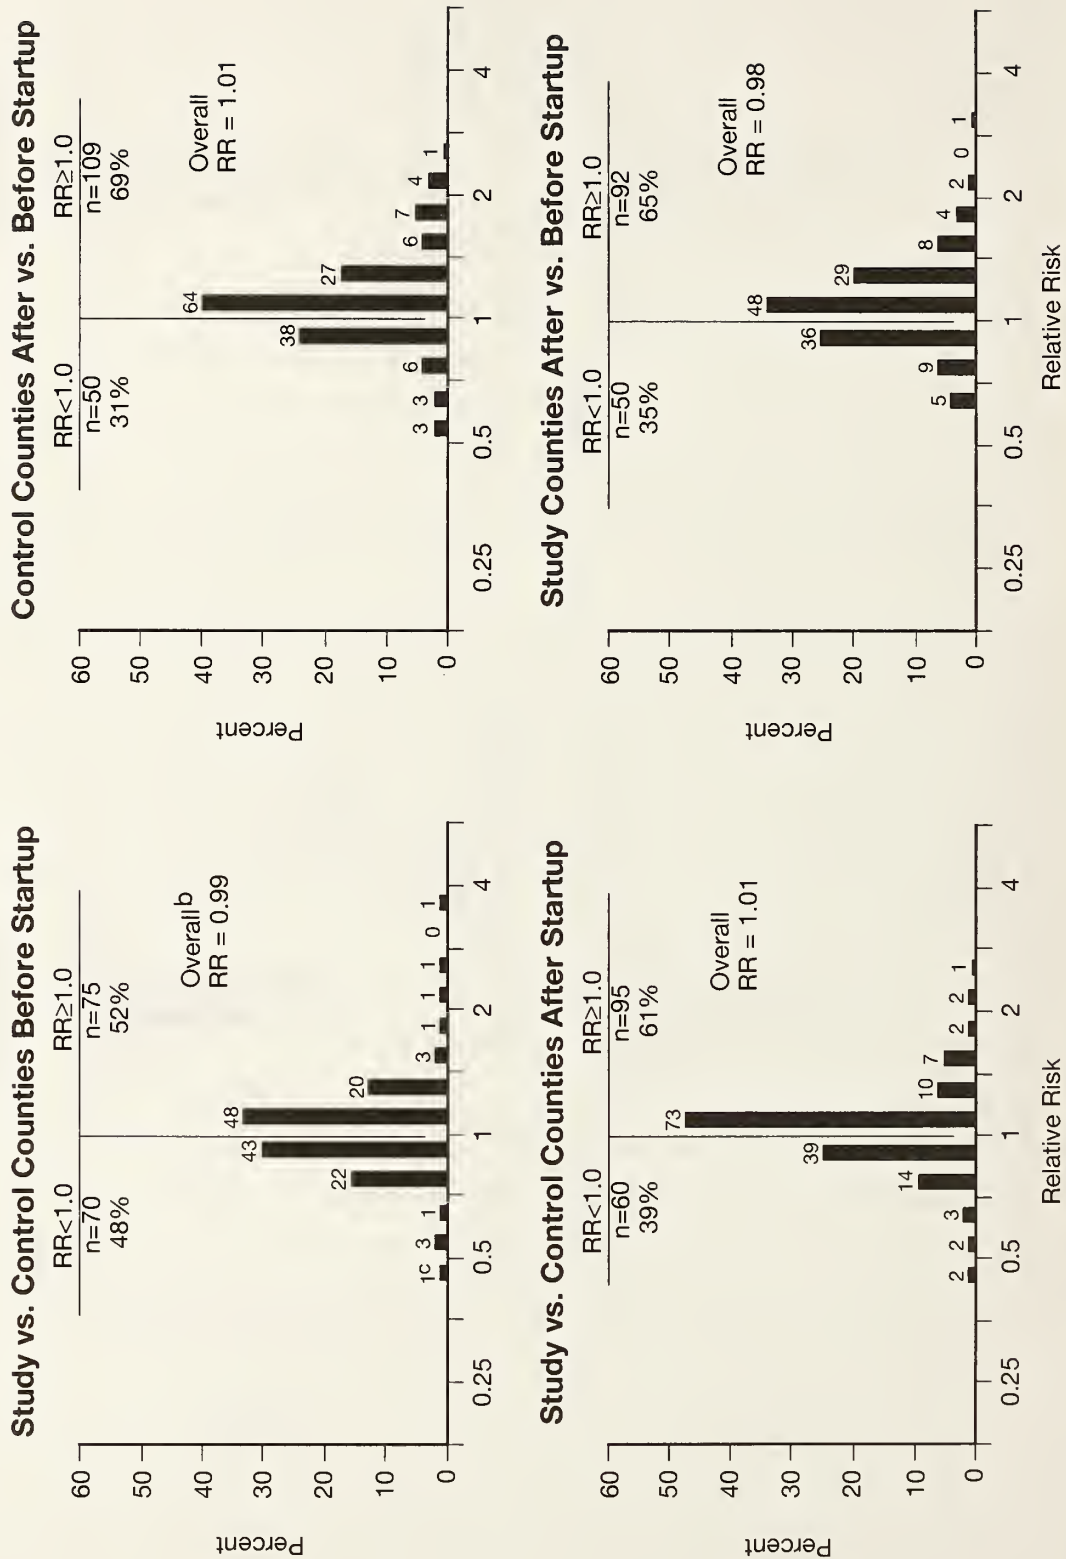 Study vs. Control Counties Before Startup
RR<1.0
n=70
48%
RR≥1.0
n=75
52%
Overall^b
RR = 0.99
Percent
60
50
40
30
20
10
0
1^c
3
1
22
43
48
20
3
1
1
1
0
1
0.25
0.5
1
2
4
Control Counties After vs. Before Startup
RR<1.0
n=50
31%
RR≥1.0
n=109
69%
Overall
RR = 1.01
Percent
60
50
40
30
20
10
0
3
3
6
38
64
27
6
7
4
1
0.25
0.5
1
2
4
Study vs. Control Counties After Startup
RR<1.0
n=60
39%
RR≥1.0
n=95
61%
Overall
RR = 1.01
Percent
60
50
40
30
20
10
0
2
2
3
14
39
73
10
7
2
2
1
0.25
0.5
1
2
4
Relative Risk
Study Counties After vs. Before Startup
RR<1.0
n=50
35%
RR≥1.0
n=92
65%
Overall
RR = 0.98
Percent
60
50
40
30
20
10
0
5
9
36
48
29
8
4
2
0
1
0.25
0.5
1
2
4
Relative Risk